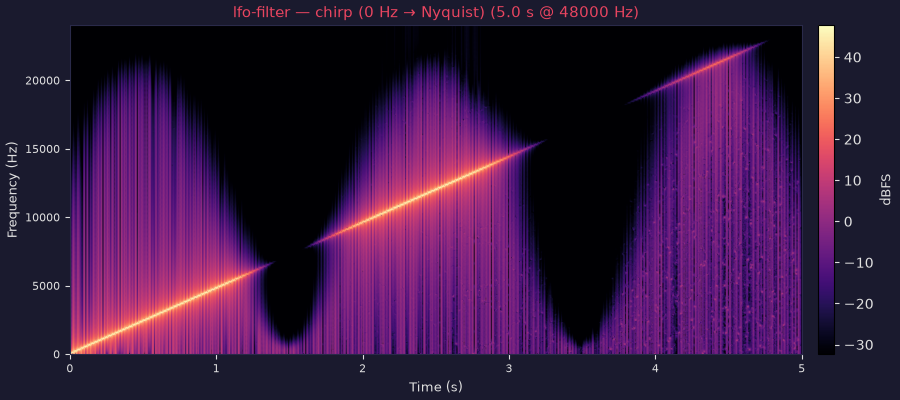 lfo-filter — chirp (0 Hz → Nyquist) (5.0 s @ 48000 Hz)
20000
15000
10000
5000
0
Frequency (Hz)
0 1 2 3 4 5
Time (s)
40
30
20
10
0
−10
−20
−30
dBFS